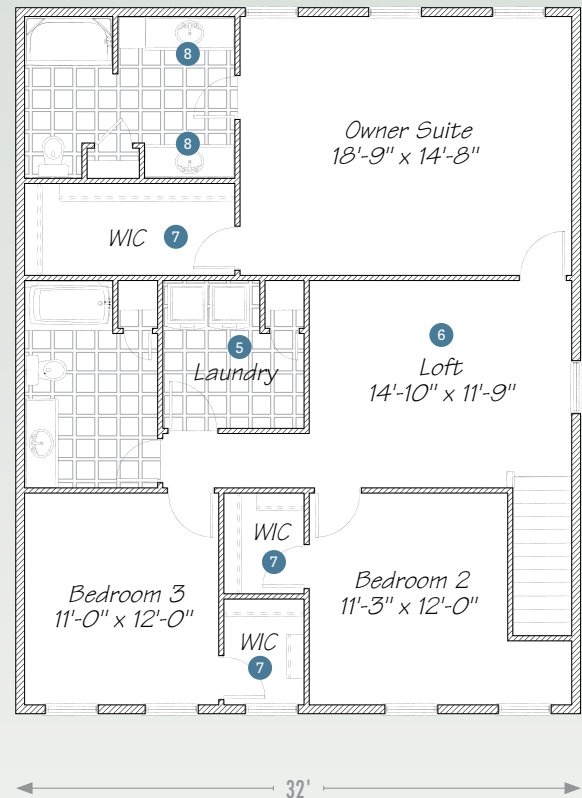 8
Owner Suite
18'-9" x 14'-8"
8
WIC 7
5
Laundry
6
Loft
14'-10" x 11'-9"
WIC
7
Bedroom 3
11'-0" x 12'-0"
Bedroom 2
11'-3" x 12'-0"
WIC
7
32'